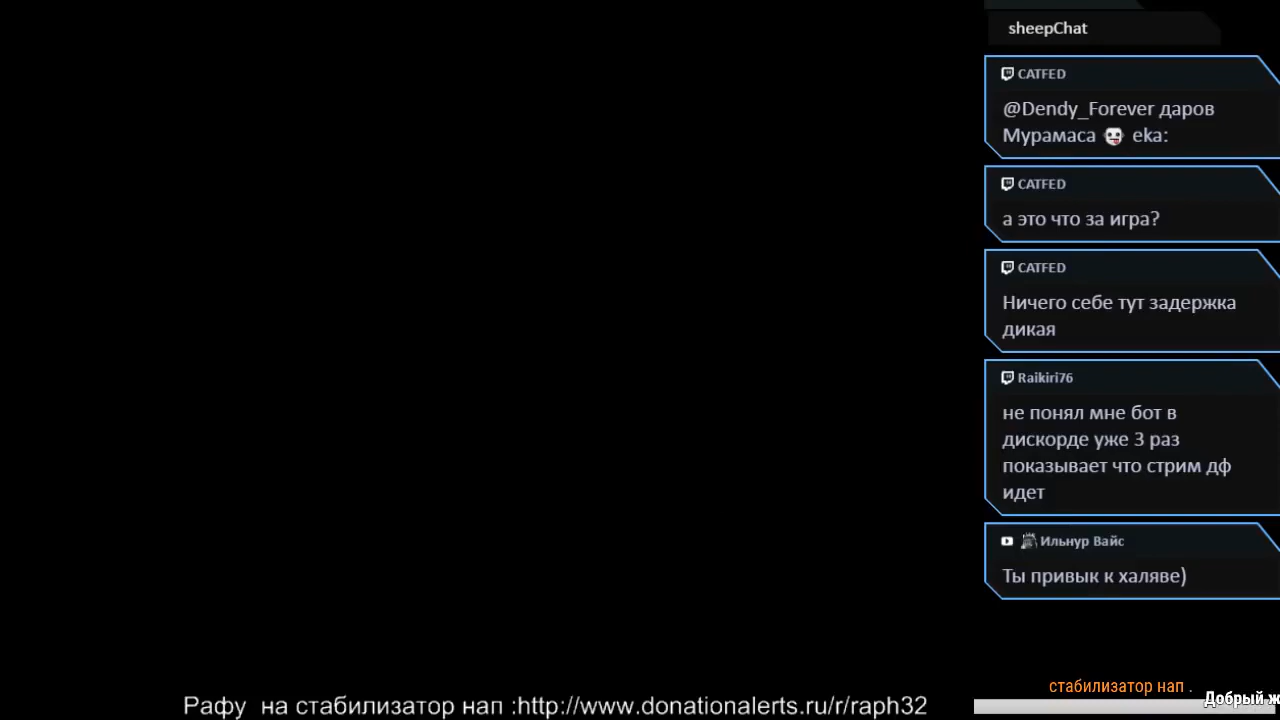 sheepChat
CATFED
@Dendy_Forever даров
Мурамаса eka:
CATFED
а это что за игра?
CATFED
Ничего себе тут задержка
дикая
Raikiri76
не понял мне бот в
дискорде уже 3 раз
показывает что стрим дф
идет
Ильнур Вайс
Ты привык к халяве)
стабилизатор нап .
Рафу на стабилизатор нап :http://www.donationalerts.ru/r/raph32
Добрый